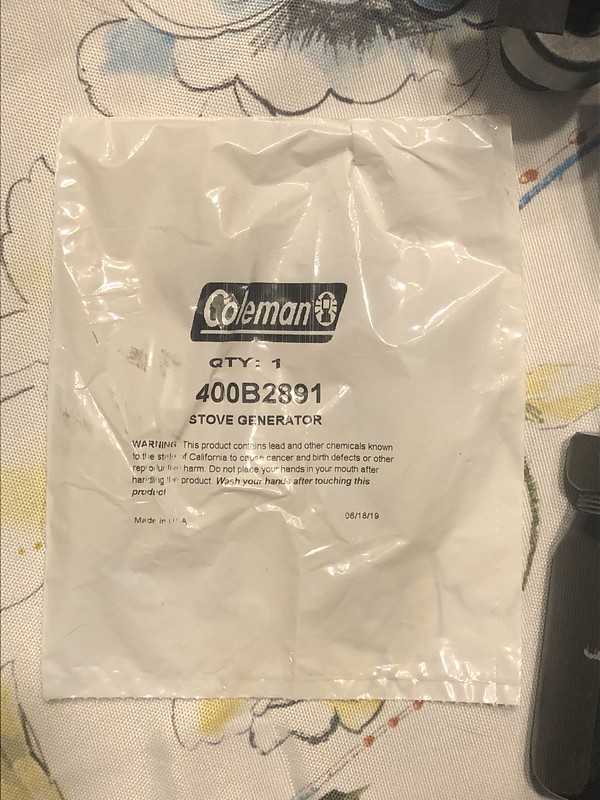 Coleman
QTY: 1
400B2891
STOVE GENERATOR
WARNING: This product contains lead and other chemicals known
to the state of California to cause cancer and birth defects or other
reproductive harm. Do not place your hands in your mouth after
handling the product. Wash your hands after touching this
product
Made in USA
06/18/19